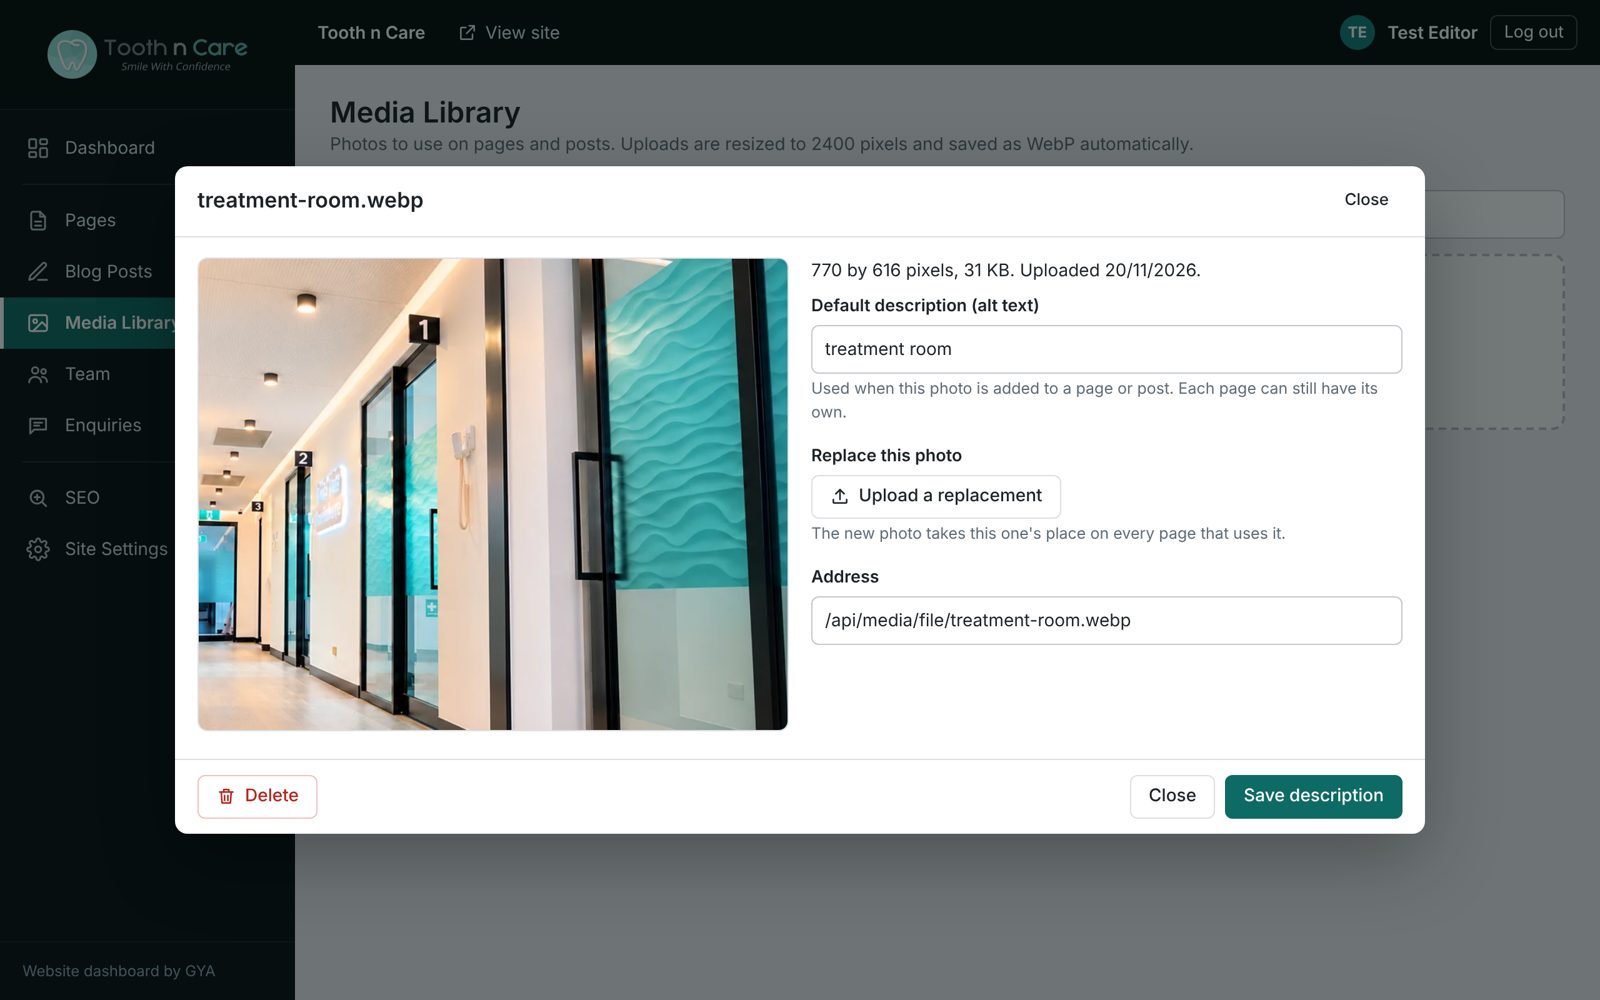 Tooth n Care
Smile With Confidence
Tooth n Care
View site
TE
Test Editor
Log out
Dashboard
Pages
Blog Posts
Media Library
Team
Enquiries
SEO
Site Settings
Website dashboard by GYA
Media Library
Photos to use on pages and posts. Uploads are resized to 2400 pixels and saved as WebP automatically.
treatment-room.webp
Close
1
2
3
770 by 616 pixels, 31 KB. Uploaded 20/11/2026.
Default description (alt text)
treatment room
Used when this photo is added to a page or post. Each page can still have its
own.
Replace this photo
Upload a replacement
The new photo takes this one's place on every page that uses it.
Address
/api/media/file/treatment-room.webp
Delete
Close
Save description